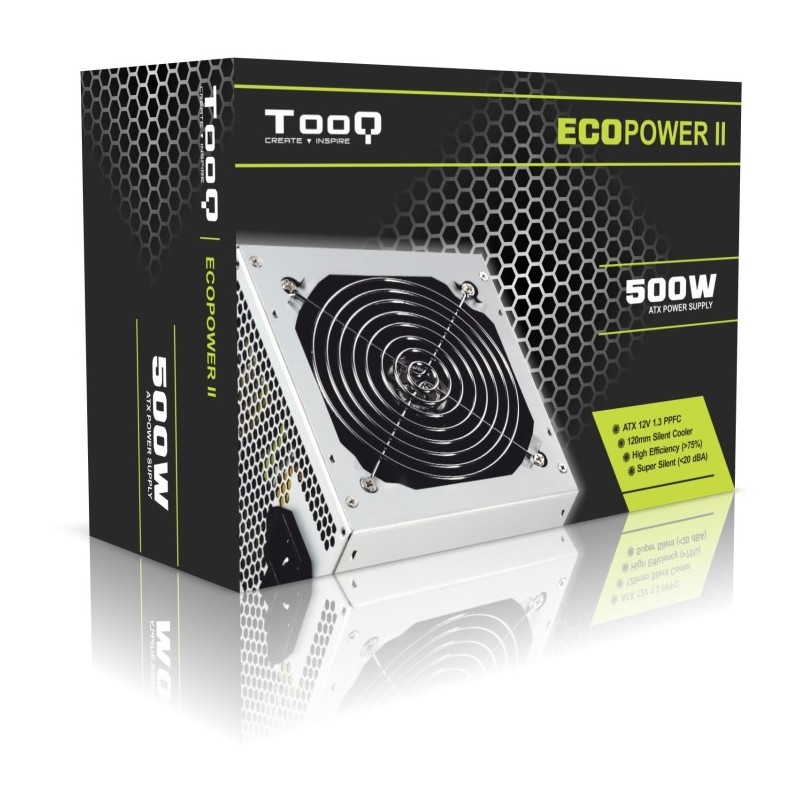 TooQ
CREATE ▾ INSPIRE
ECOPOWER II
500W
ATX POWER SUPPLY
TooQ
CREATE ▾ INSPIRE
ECOPOWER II
500W
ATX POWER SUPPLY
ATX 12V 1.3 PPFC
120mm Silent Cooler
High Efficiency (>75%)
Super Silent (<20 dBA)